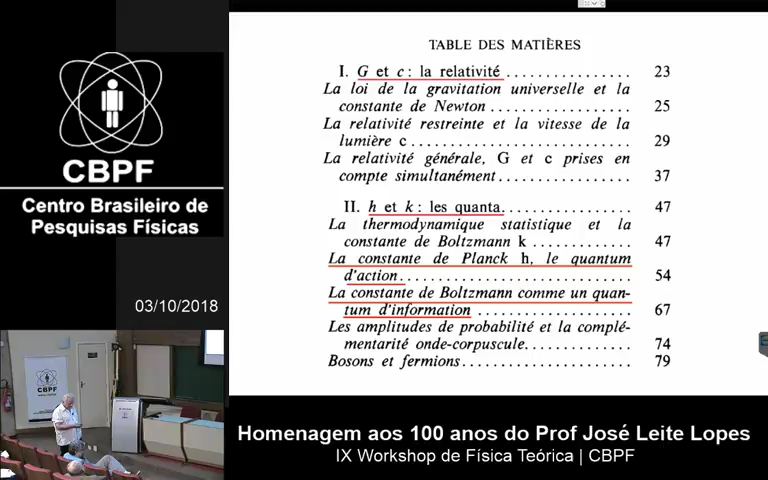 CBPF
Centro Brasileiro de
Pesquisas Físicas
03/10/2018
CBPF
TABLE DES MATIÈRES
I. G et c : la relativité ................ 23
La loi de la gravitation universelle et la
constante de Newton .................. 25
La relativité restreinte et la vitesse de la
lumière c ............................ 29
La relativité générale, G et c prises en
compte simultanément ................. 37
II. h et k : les quanta ................. 47
La thermodynamique statistique et la
constante de Boltzmann k ............. 47
La constante de Planck h, le quantum
d'action ............................. 54
La constante de Boltzmann comme un quan-
tum d'information .................... 67
Les amplitudes de probabilité et la complé-
mentarité onde-corpuscule ............. 74
Bosons et fermions ................... 79
Homenagem aos 100 anos do Prof José Leite Lopes
IX Workshop de Física Teórica | CBPF